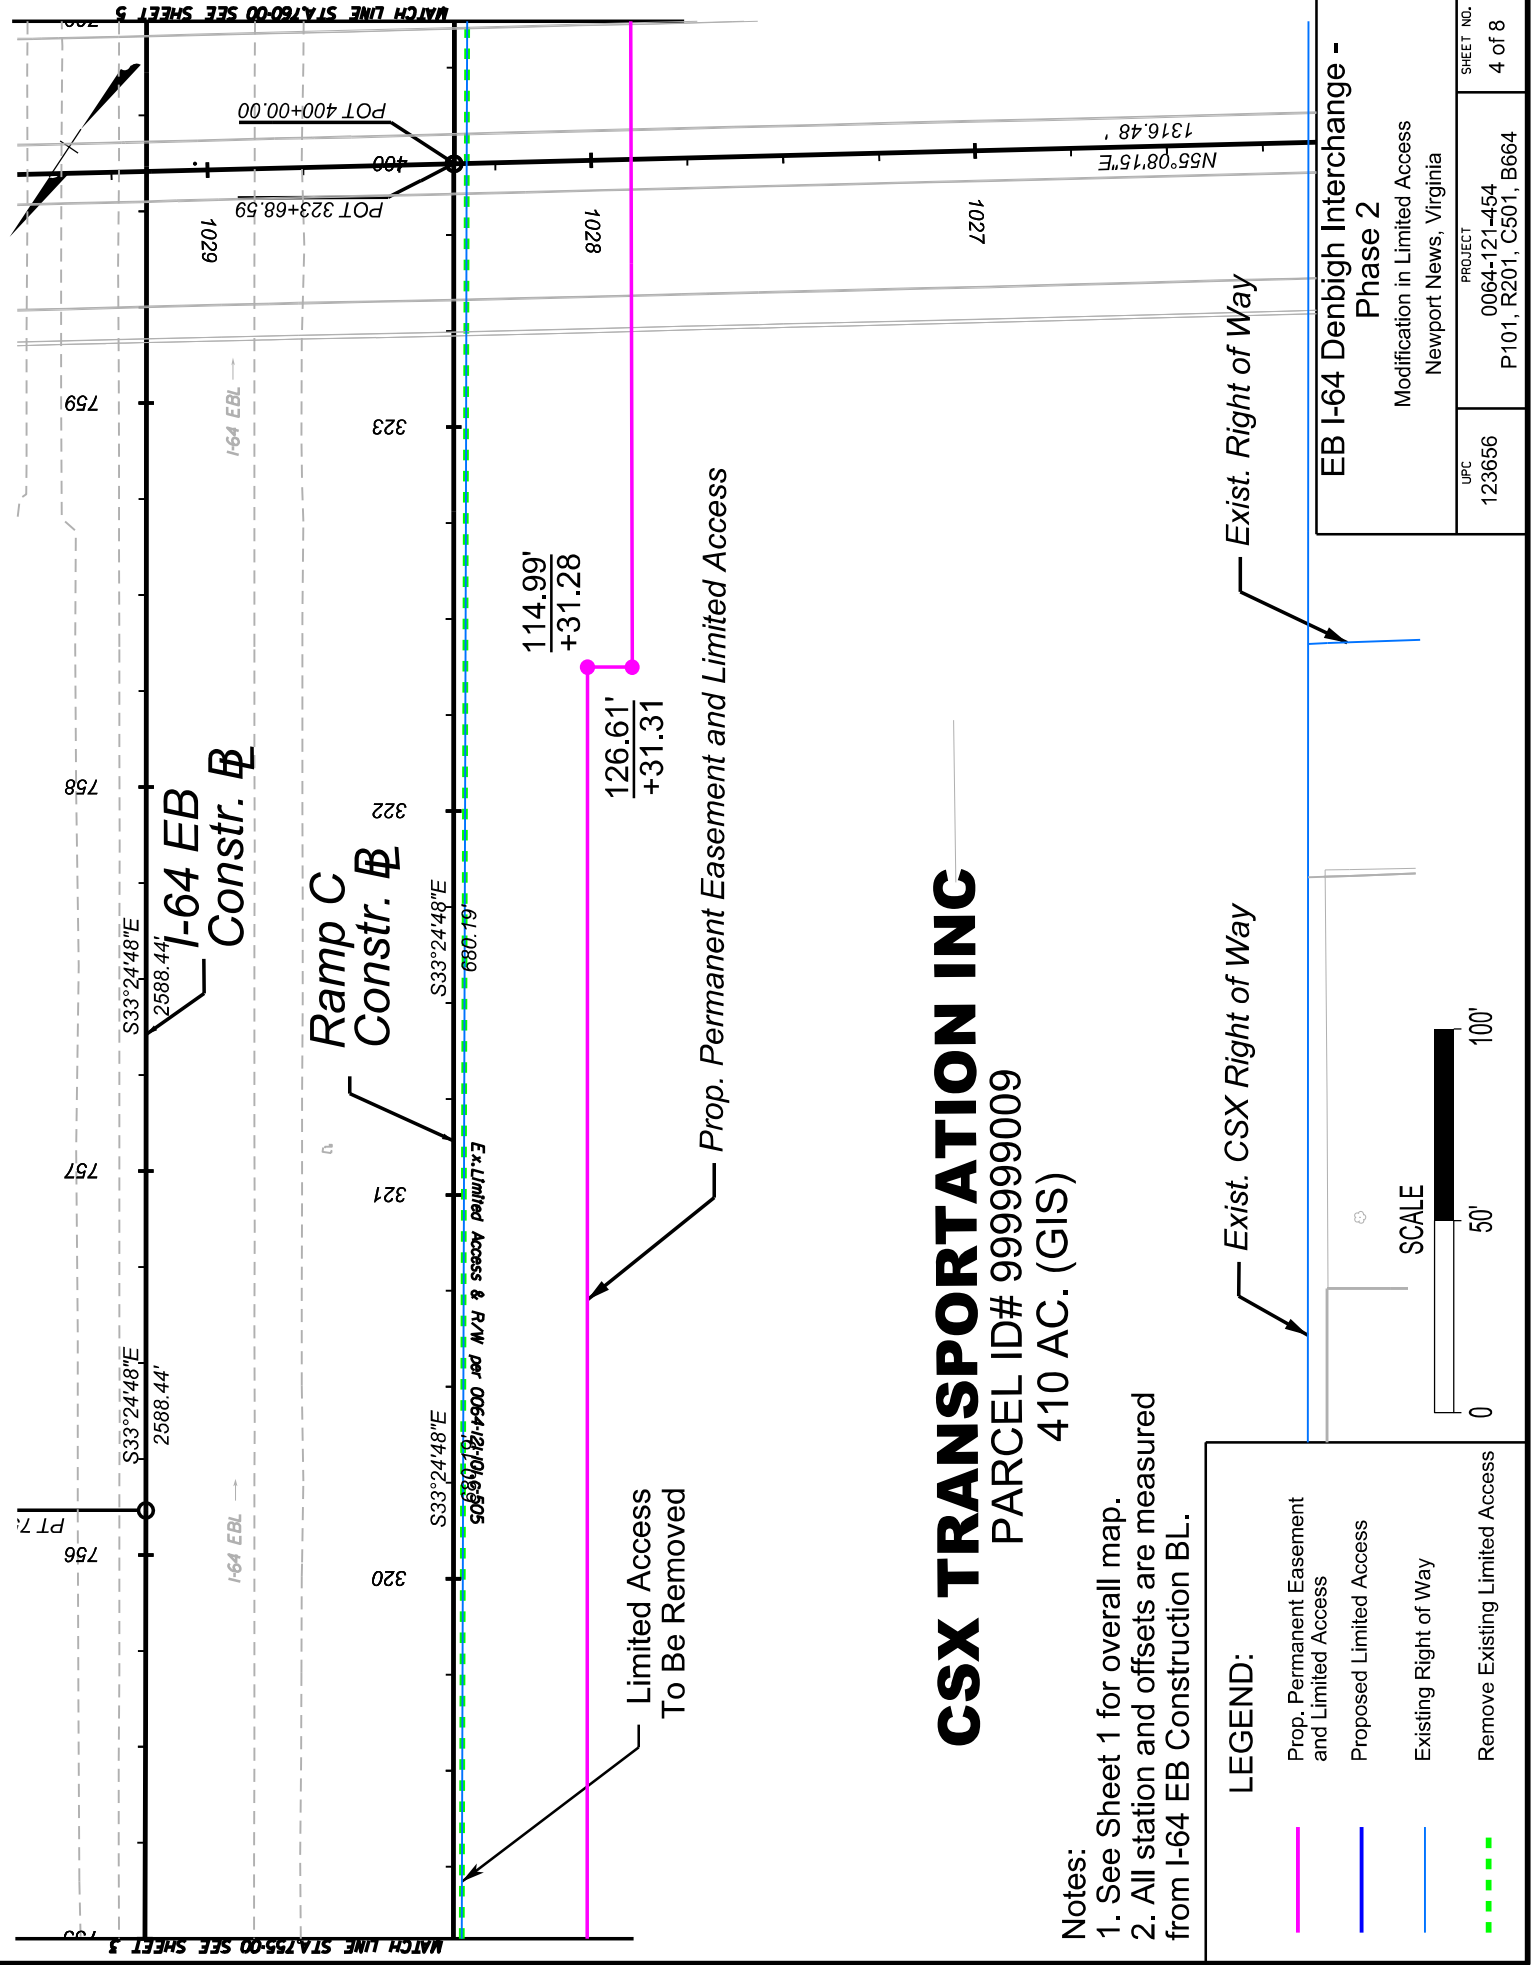 MATCH LINE STA.760+00 SEE SHEET 5
POT 400+00.00
400
POT 323+68.59
1029
1028
1027
1316.48 '
N55°08'15"E
759
758
757
756
I-64 EBL
I-64 EBL
323
322
321
320
114.99'
+31.28
126.61'
+31.31
Prop. Permanent Easement and Limited Access
I-64 EB
Constr. BL
Ramp C
Constr. BL
S33°24'48"E
2588.44'
S33°24'48"E
680.19'
S33°24'48"E
2588.44'
S33°24'48"E
680.19'
Ex. Limited Access & R/W per 0064-121-101, G-505
PT 7
Limited Access
To Be Removed
MATCH LINE STA.755+00 SEE SHEET 3
CSX TRANSPORTATION INC
PARCEL ID# 999999009
410 AC. (GIS)
Exist. Right of Way
Exist. CSX Right of Way
SCALE
0
50'
100'
Notes:
1. See Sheet 1 for overall map.
2. All station and offsets are measured
from I-64 EB Construction BL.
LEGEND:
Prop. Permanent Easement
and Limited Access
Proposed Limited Access
Existing Right of Way
Remove Existing Limited Access
EB I-64 Denbigh Interchange -
Phase 2
Modification in Limited Access
Newport News, Virginia
UPC
123656
PROJECT
0064-121-454
P101, R201, C501, B664
SHEET NO.
4 of 8